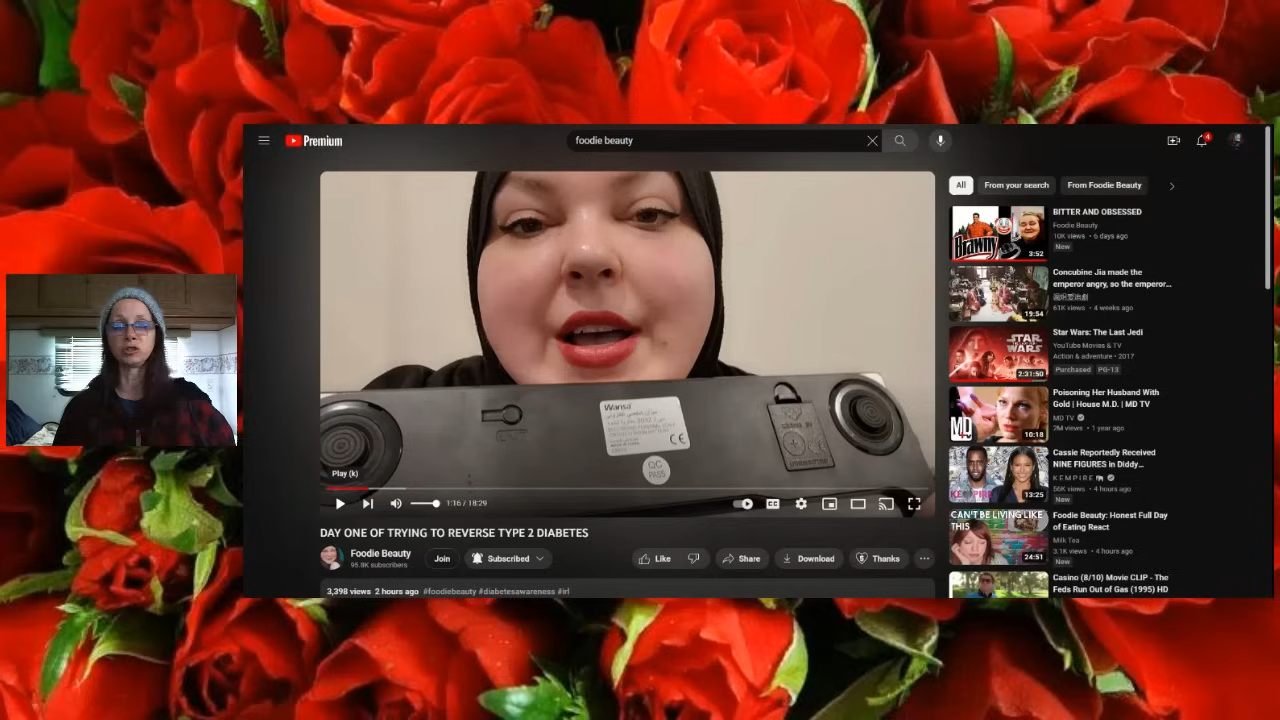 Premium
foodie beauty
4
All
From your search
From Foodie Beauty
Wansa
QC
PASS
Play (k)
1:16 / 18:29
CC
DAY ONE OF TRYING TO REVERSE TYPE 2 DIABETES
Foodie Beauty
95.8K subscribers
Join
Subscribed
Like
Share
Download
Thanks
3,398 views 2 hours ago #foodiebeauty #diabetesawareness #irl
Brawny
3:52
BITTER AND OBSESSED
Foodie Beauty
10K views • 6 days ago
New
19:54
Concubine Jia made the
emperor angry, so the emperor...
61K views • 4 weeks ago
STAR
WARS
2:31:50
Star Wars: The Last Jedi
YouTube Movies & TV
Action & adventure • 2017
Purchased
PG-13
MD
10:18
Poisoning Her Husband With
Gold | House M.D. | MD TV
MD TV
2M views • 1 year ago
13:25
Cassie Reportedly Received
NINE FIGURES in Diddy...
KEMPIRE
56K views • 4 hours ago
New
CAN'T BE LIVING LIKE
THIS
24:51
Foodie Beauty: Honest Full Day
of Eating React
Milk Tea
3.1K views • 4 hours ago
New
Casino (8/10) Movie CLIP - The
Feds Run Out of Gas (1995) HD